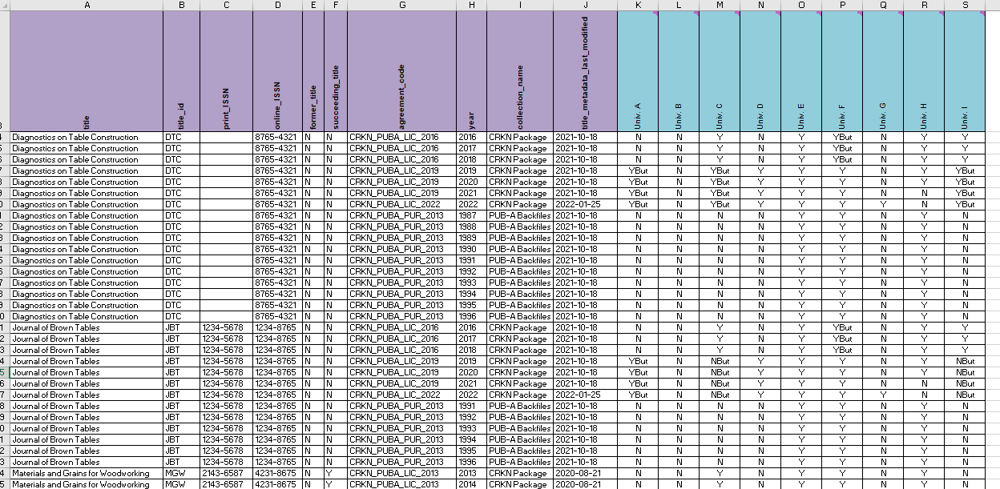 A B C D E F G H I J K L M N O P Q R S
title title_id print_ISSN online_ISSN former_title succeeding_title agreement_code year collection_name title_metadata_last_modified Univ. A Univ. B Univ. C Univ. D Univ. E Univ. F Univ. G Univ. H Univ. I
Diagnostics on Table Construction DTC 8765-4321 N N CRKN_PUBA_LIC_2016 2016 CRKN Package 2021-10-18 N N Y N Y YBut N Y Y
Diagnostics on Table Construction DTC 8765-4321 N N CRKN_PUBA_LIC_2016 2017 CRKN Package 2021-10-18 N N Y N Y YBut N Y Y
Diagnostics on Table Construction DTC 8765-4321 N N CRKN_PUBA_LIC_2016 2018 CRKN Package 2021-10-18 N N Y N Y YBut N Y Y
Diagnostics on Table Construction DTC 8765-4321 N N CRKN_PUBA_LIC_2019 2019 CRKN Package 2021-10-18 YBut N YBut Y Y Y N Y YBut
Diagnostics on Table Construction DTC 8765-4321 N N CRKN_PUBA_LIC_2019 2020 CRKN Package 2021-10-18 YBut N YBut Y Y Y N Y YBut
Diagnostics on Table Construction DTC 8765-4321 N N CRKN_PUBA_LIC_2019 2021 CRKN Package 2021-10-18 YBut N YBut Y Y Y N N YBut
Diagnostics on Table Construction DTC 8765-4321 N N CRKN_PUBA_LIC_2022 2022 CRKN Package 2022-01-25 YBut N YBut Y Y Y Y N YBut
Diagnostics on Table Construction DTC 8765-4321 N N CRKN_PUBA_PUR_2013 1987 PUB-A Backfiles 2021-10-18 N N N N Y Y N Y N
Diagnostics on Table Construction DTC 8765-4321 N N CRKN_PUBA_PUR_2013 1988 PUB-A Backfiles 2021-10-18 N N N N Y Y N Y N
Diagnostics on Table Construction DTC 8765-4321 N N CRKN_PUBA_PUR_2013 1989 PUB-A Backfiles 2021-10-18 N N N N Y Y N Y N
Diagnostics on Table Construction DTC 8765-4321 N N CRKN_PUBA_PUR_2013 1990 PUB-A Backfiles 2021-10-18 N N N N Y Y N Y N
Diagnostics on Table Construction DTC 8765-4321 N N CRKN_PUBA_PUR_2013 1991 PUB-A Backfiles 2021-10-18 N N N N Y Y N Y N
Diagnostics on Table Construction DTC 8765-4321 N N CRKN_PUBA_PUR_2013 1992 PUB-A Backfiles 2021-10-18 N N N N Y Y N Y N
Diagnostics on Table Construction DTC 8765-4321 N N CRKN_PUBA_PUR_2013 1993 PUB-A Backfiles 2021-10-18 N N N N Y Y N Y N
Diagnostics on Table Construction DTC 8765-4321 N N CRKN_PUBA_PUR_2013 1994 PUB-A Backfiles 2021-10-18 N N N N Y Y N Y N
Diagnostics on Table Construction DTC 8765-4321 N N CRKN_PUBA_PUR_2013 1995 PUB-A Backfiles 2021-10-18 N N N N Y Y N Y N
Diagnostics on Table Construction DTC 8765-4321 N N CRKN_PUBA_PUR_2013 1996 PUB-A Backfiles 2021-10-18 N N N N Y Y N Y N
Journal of Brown Tables JBT 1234-5678 1234-8765 N N CRKN_PUBA_LIC_2016 2016 CRKN Package 2021-10-18 N N Y N Y YBut N Y Y
Journal of Brown Tables JBT 1234-5678 1234-8765 N N CRKN_PUBA_LIC_2016 2017 CRKN Package 2021-10-18 N N Y N Y YBut N Y Y
Journal of Brown Tables JBT 1234-5678 1234-8765 N N CRKN_PUBA_LIC_2016 2018 CRKN Package 2021-10-18 N N Y N Y YBut N Y Y
Journal of Brown Tables JBT 1234-5678 1234-8765 N N CRKN_PUBA_LIC_2019 2019 CRKN Package 2021-10-18 YBut N NBut Y Y Y N Y NBut
Journal of Brown Tables JBT 1234-5678 1234-8765 N N CRKN_PUBA_LIC_2019 2020 CRKN Package 2021-10-18 YBut N NBut Y Y Y N Y NBut
Journal of Brown Tables JBT 1234-5678 1234-8765 N N CRKN_PUBA_LIC_2019 2021 CRKN Package 2021-10-18 YBut N NBut Y Y Y N N NBut
Journal of Brown Tables JBT 1234-5678 1234-8765 N N CRKN_PUBA_LIC_2022 2022 CRKN Package 2022-01-25 YBut N NBut Y Y Y Y N NBut
Journal of Brown Tables JBT 1234-5678 1234-8765 N N CRKN_PUBA_PUR_2013 1991 PUB-A Backfiles 2021-10-18 N N N N Y Y N Y N
Journal of Brown Tables JBT 1234-5678 1234-8765 N N CRKN_PUBA_PUR_2013 1992 PUB-A Backfiles 2021-10-18 N N N N Y Y N Y N
Journal of Brown Tables JBT 1234-5678 1234-8765 N N CRKN_PUBA_PUR_2013 1993 PUB-A Backfiles 2021-10-18 N N N N Y Y N Y N
Journal of Brown Tables JBT 1234-5678 1234-8765 N N CRKN_PUBA_PUR_2013 1994 PUB-A Backfiles 2021-10-18 N N N N Y Y N Y N
Journal of Brown Tables JBT 1234-5678 1234-8765 N N CRKN_PUBA_PUR_2013 1995 PUB-A Backfiles 2021-10-18 N N N N Y Y N Y N
Journal of Brown Tables JBT 1234-5678 1234-8765 N N CRKN_PUBA_PUR_2013 1996 PUB-A Backfiles 2021-10-18 N N N N Y Y N Y N
Materials and Grains for Woodworking MGW 2143-6587 4231-8675 N Y CRKN_PUBA_LIC_2013 2013 CRKN Package 2020-08-21 N N Y N Y Y N Y Y
Materials and Grains for Woodworking MGW 2143-6587 4231-8675 N Y CRKN_PUBA_LIC_2013 2014 CRKN Package 2020-08-21 N N Y N Y Y N Y Y